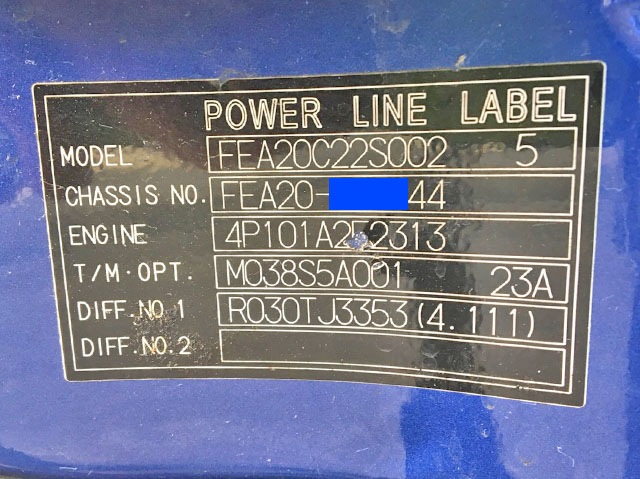 POWER LINE LABEL
MODEL FEA20C22S002 5
CHASSIS NO. FEA20- 44
ENGINE
T/M·OPT. M038S5A001 23A
DIFF.NO.1 R030TJ3353(4.111)
DIFF.NO.2